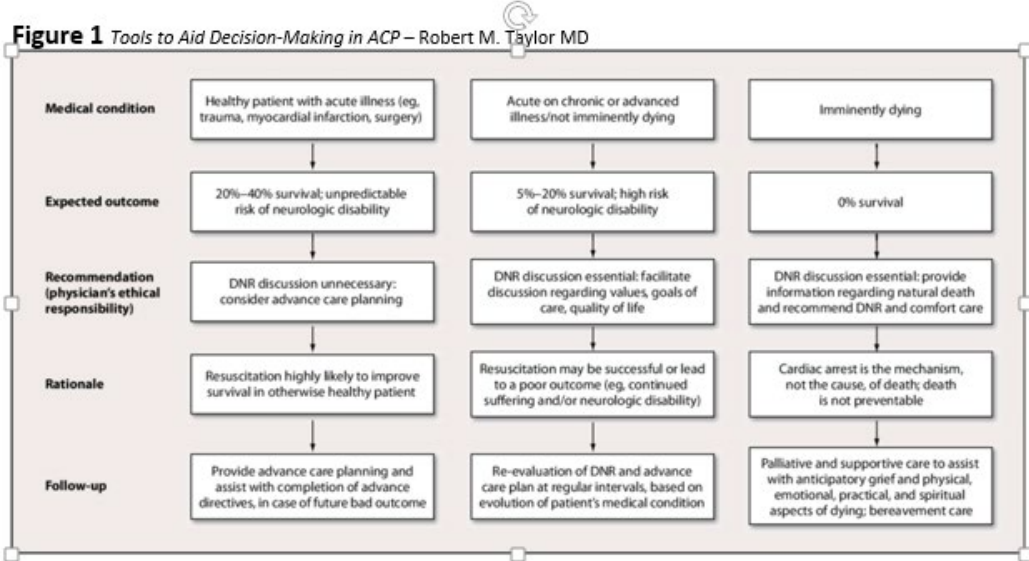 Figure 1 Tools to Aid Decision-Making in ACP – Robert M. Taylor MD
Medical condition
Healthy patient with acute illness (eg,
trauma, myocardial infarction, surgery)
Acute on chronic or advanced
illness/not imminently dying
Imminently dying
Expected outcome
20%–40% survival; unpredictable
risk of neurologic disability
5%–20% survival; high risk
of neurologic disability
0% survival
Recommendation
(physician's ethical
responsibility)
DNR discussion unnecessary:
consider advance care planning
DNR discussion essential: facilitate
discussion regarding values, goals of
care, quality of life
DNR discussion essential: provide
information regarding natural death
and recommend DNR and comfort care
Rationale
Resuscitation highly likely to improve
survival in otherwise healthy patient
Resuscitation may be successful or lead
to a poor outcome (eg, continued
suffering and/or neurologic disability)
Cardiac arrest is the mechanism,
not the cause, of death; death
is not preventable
Follow-up
Provide advance care planning and
assist with completion of advance
directives, in case of future bad outcome
Re-evaluation of DNR and advance
care plan at regular intervals, based on
evolution of patient's medical condition
Palliative and supportive care to assist
with anticipatory grief and physical,
emotional, practical, and spiritual
aspects of dying; bereavement care